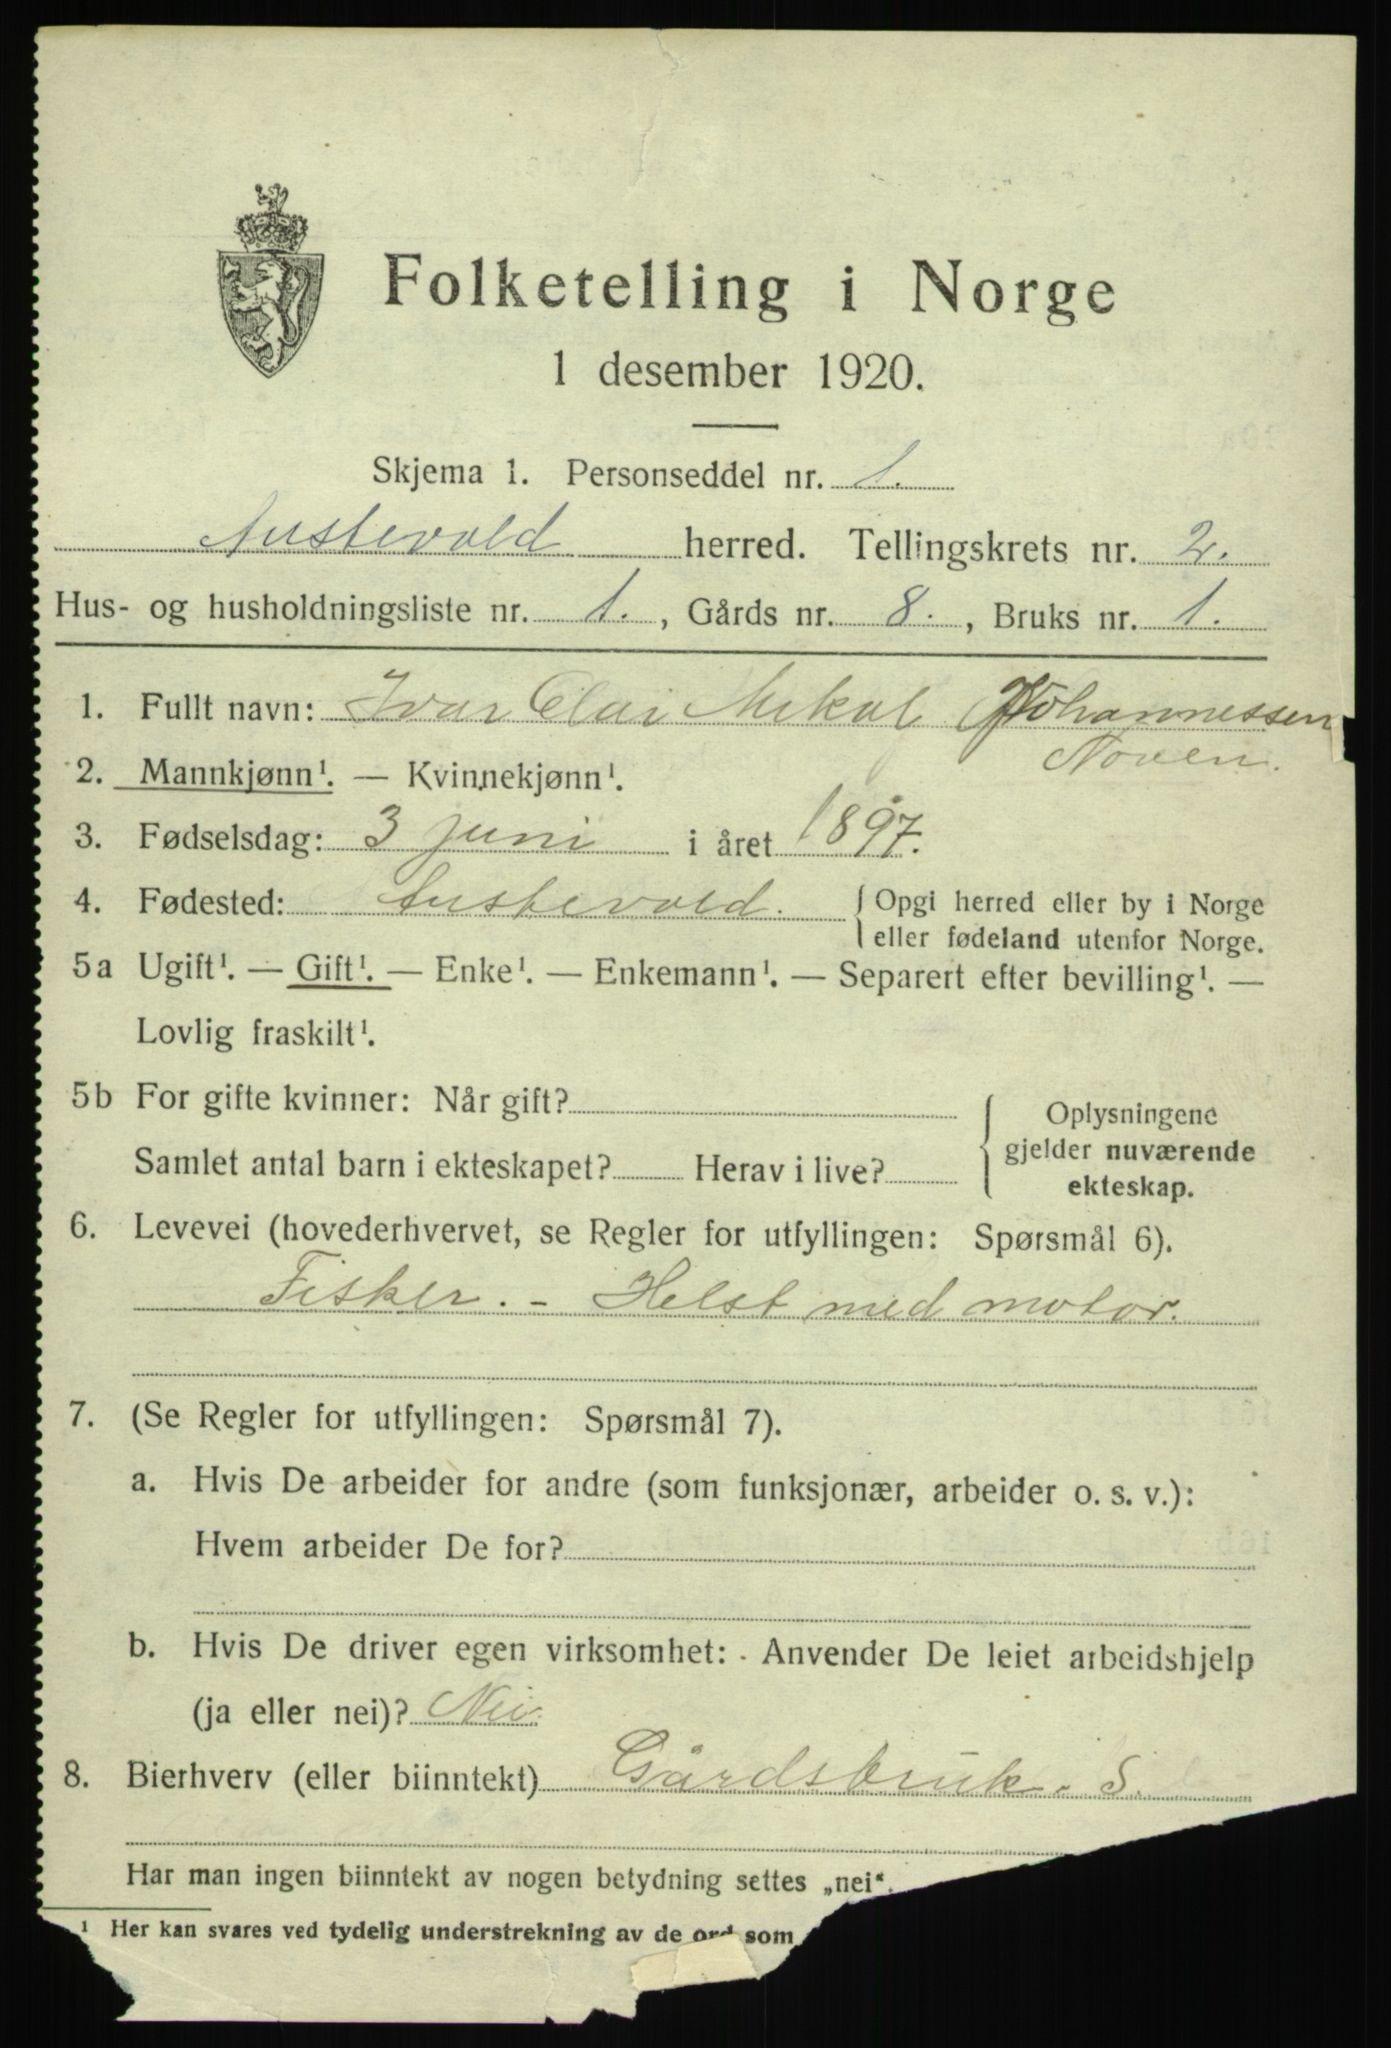 Folketelling i Norge
1 desember 1920.
Skjema 1. Personseddel nr. 1.
Austevold herred. Tellingskrets nr. 2.
Hus- og husholdningsliste nr. 1., Gårds nr. 8., Bruks nr. 1.
1. Fullt navn: Ivar Olai Mikal Johannessen
Noven.
2. Mannkjønn¹. — Kvinnekjønn¹.
3. Fødselsdag: 3 juni i året 1897.
4. Fødested: Austevold. { Opgi herred eller by i Norge
eller fødeland utenfor Norge.
5a Ugift¹. — Gift¹. — Enke¹. — Enkemann¹. — Separert efter bevilling¹. —
Lovlig fraskilt¹.
5b For gifte kvinner: Når gift?
Samlet antal barn i ekteskapet? Herav i live?
{ Oplysningene
gjelder nuværende
ekteskap.
6. Levevei (hovederhvervet, se Regler for utfyllingen: Spørsmål 6).
Fisker. - Helst med motor.
7. (Se Regler for utfyllingen: Spørsmål 7).
a. Hvis De arbeider for andre (som funksjonær, arbeider o. s. v.):
Hvem arbeider De for?
b. Hvis De driver egen virksomhet: Anvender De leiet arbeidshjelp
(ja eller nei)? Nei
8. Bierhverv (eller biinntekt) Gårdsbruk. S.
Har man ingen biinntekt av nogen betydning settes „nei“.
¹ Her kan svares ved tydelig understrekning av de ord som